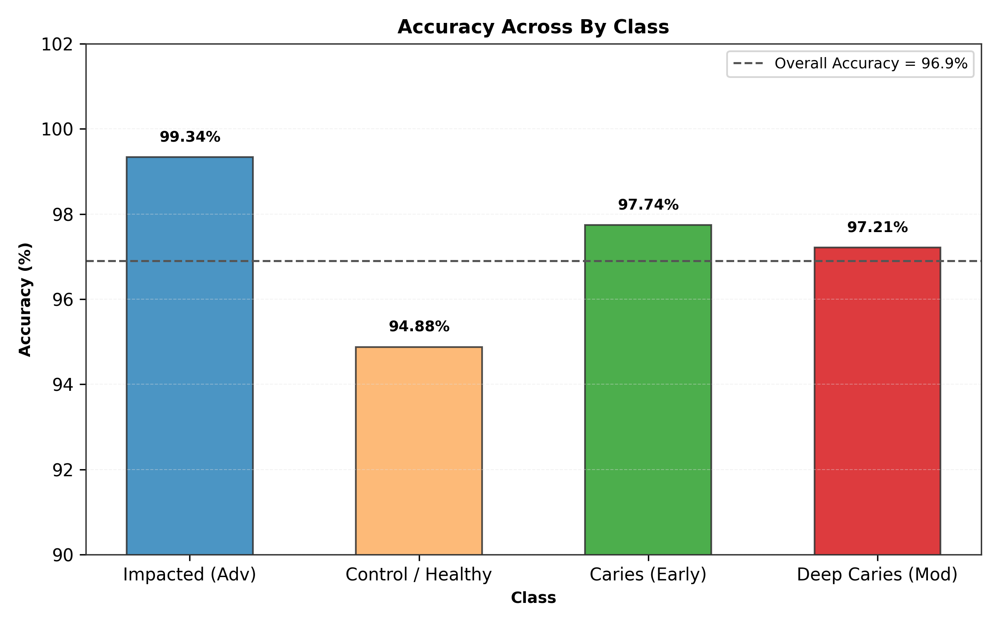 Accuracy Across By Class
Overall Accuracy = 96.9%
Accuracy (%)
102
100
98
96
94
92
90
99.34%
94.88%
97.74%
97.21%
Impacted (Adv)
Control / Healthy
Caries (Early)
Deep Caries (Mod)
Class